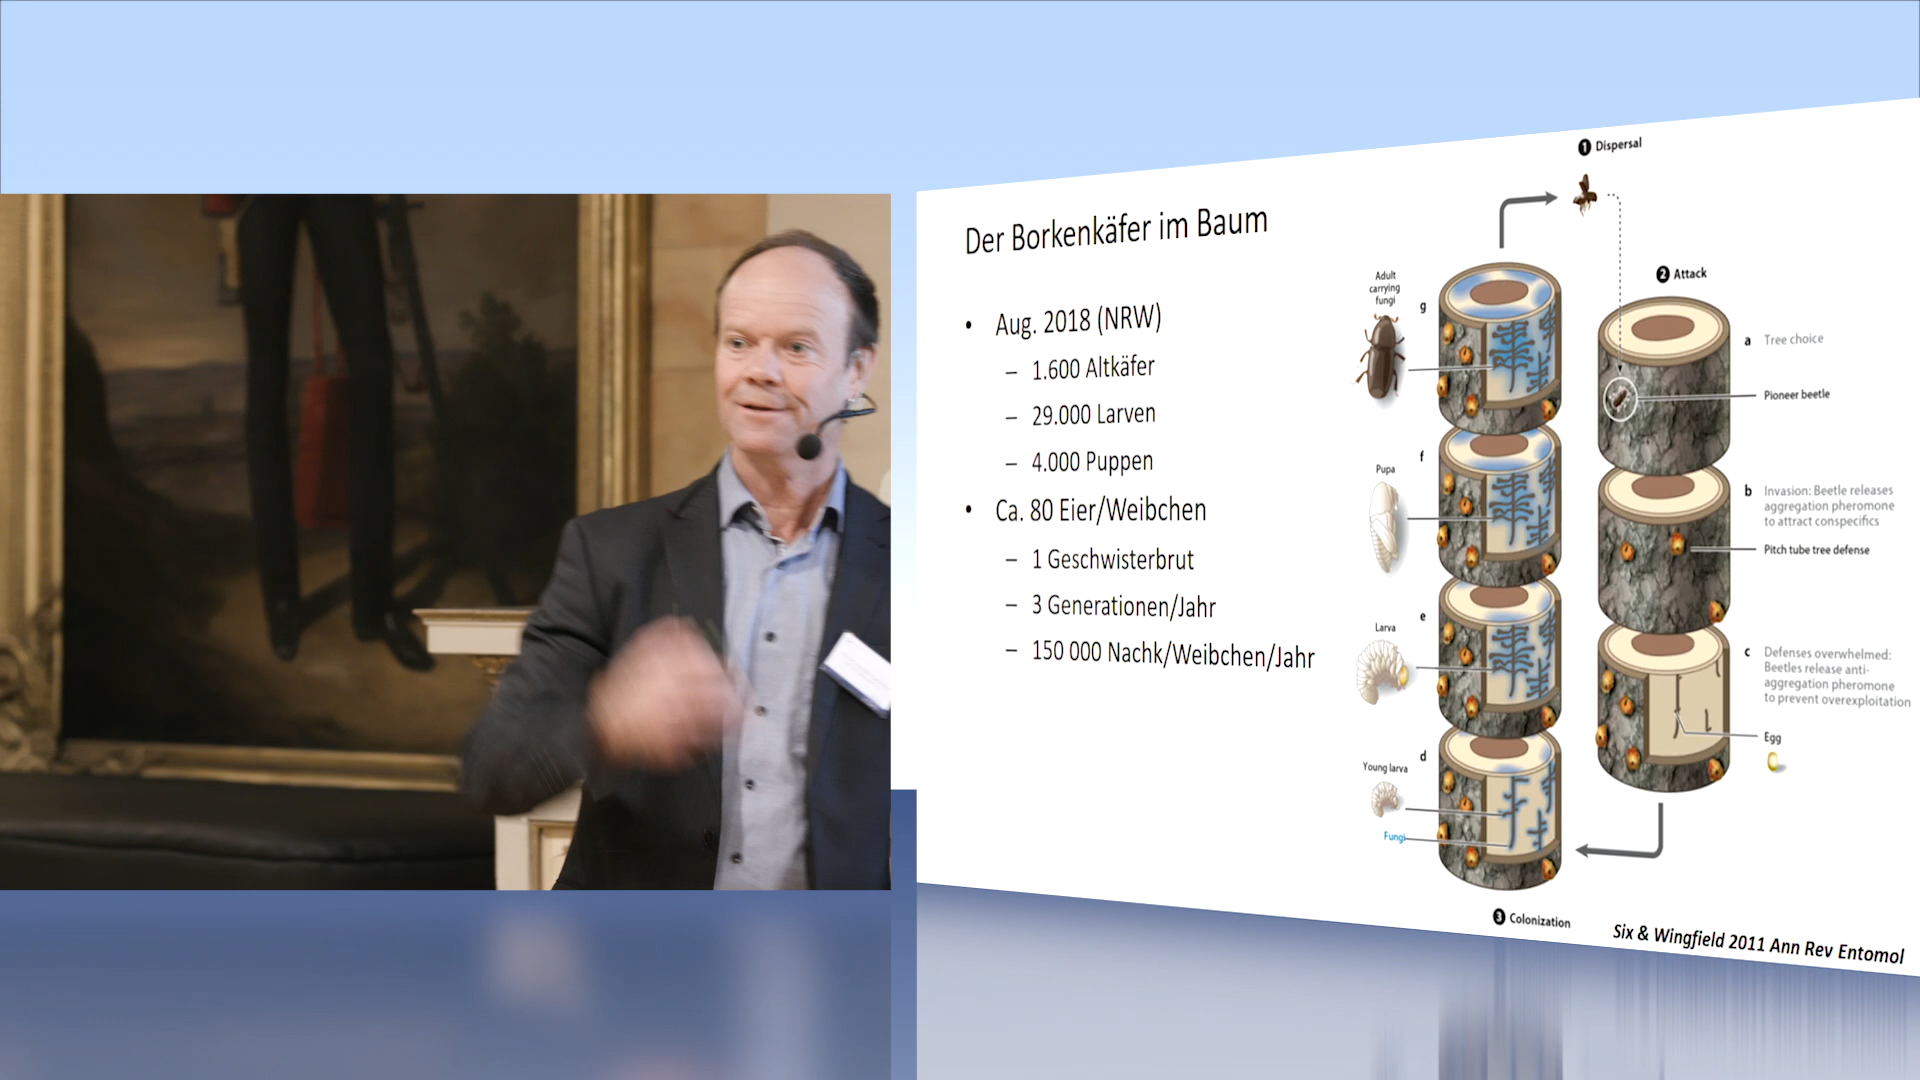 Der Borkenkäfer im Baum
• Aug. 2018 (NRW)
– 1.600 Altkäfer
– 29.000 Larven
– 4.000 Puppen
• Ca. 80 Eier/Weibchen
– 1 Geschwisterbrut
– 3 Generationen/Jahr
– 150 000 Nachk/Weibchen/Jahr
1 Dispersal
2 Attack
a Tree choice
Pioneer beetle
b Invasion: Beetle releases
aggregation pheromone
to attract conspecifics
Pitch tube tree defense
c Defenses overwhelmed:
Beetles release anti-
aggregation pheromone
to prevent overexploitation
Egg
Adult
carrying
fungi
g
f
Pupa
e
Larva
d
Young larva
Fungi
3 Colonization
Six & Wingfield 2011 Ann Rev Entomol